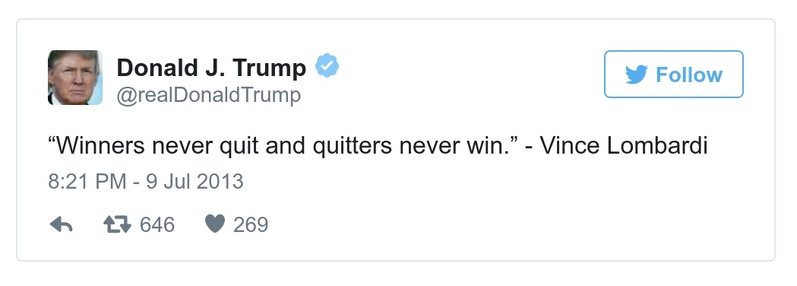 Donald J. Trump
@realDonaldTrump
Follow
“Winners never quit and quitters never win.” - Vince Lombardi
8:21 PM - 9 Jul 2013
646 269